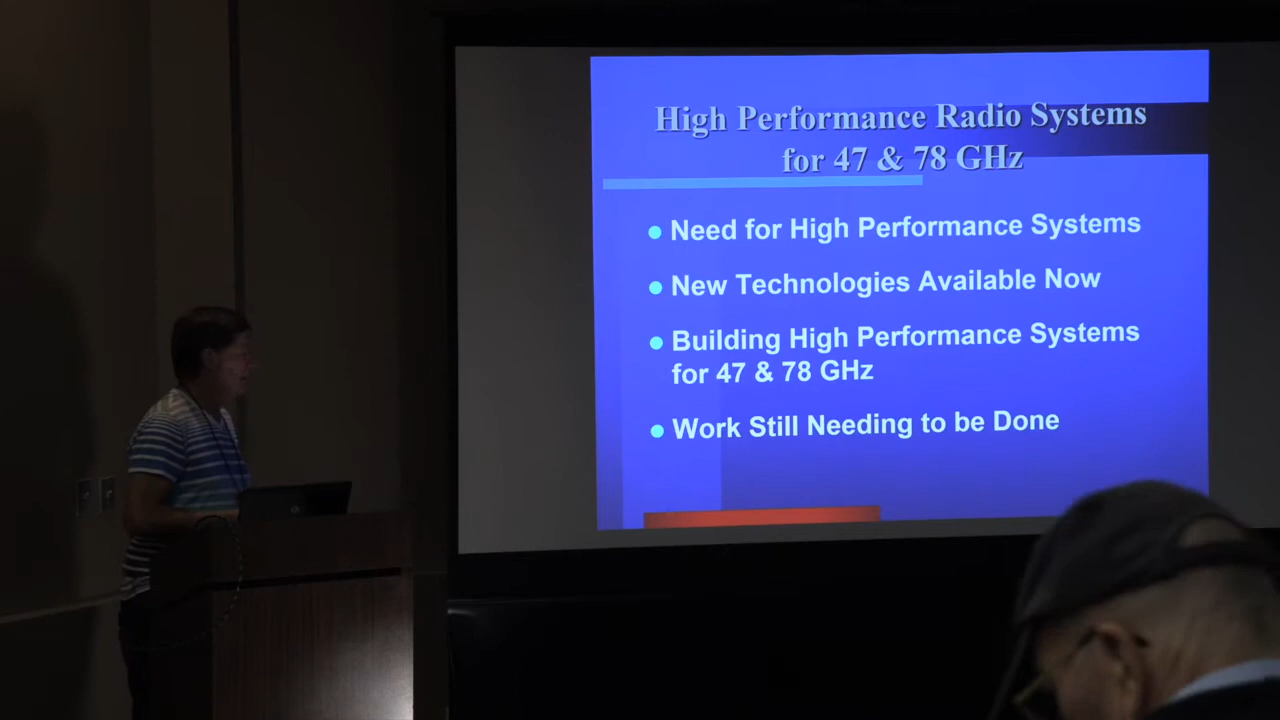 High Performance Radio Systems
for 47 & 78 GHz
Need for High Performance Systems
New Technologies Available Now
Building High Performance Systems
for 47 & 78 GHz
Work Still Needing to be Done